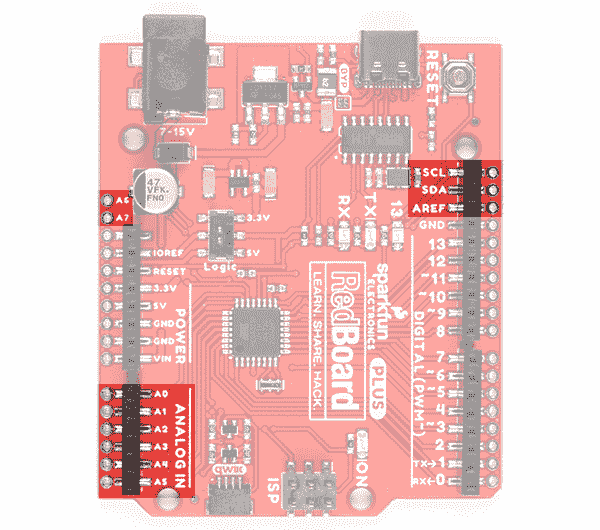 7-15V
BYP
RESET
47
VFK.
FNQ
3.3V
5V
Logic
RX
TX
13
A6
A7
IOREF
RESET
3.3V
5V
GND
GND
VIN
POWER
A0
A1
A2
A3
A4
A5
ANALOG IN
SCL
SDA
AREF
GND
13
12
~11
~10
~9
8
7
~6
~5
4
~3
2
TX→1
RX←0
DIGITAL (PWM~)
sparkfun
ELECTRONICS
RedBoard
LEARN. SHARE. HACK.
PLUS
QWIIC
ISP
ON